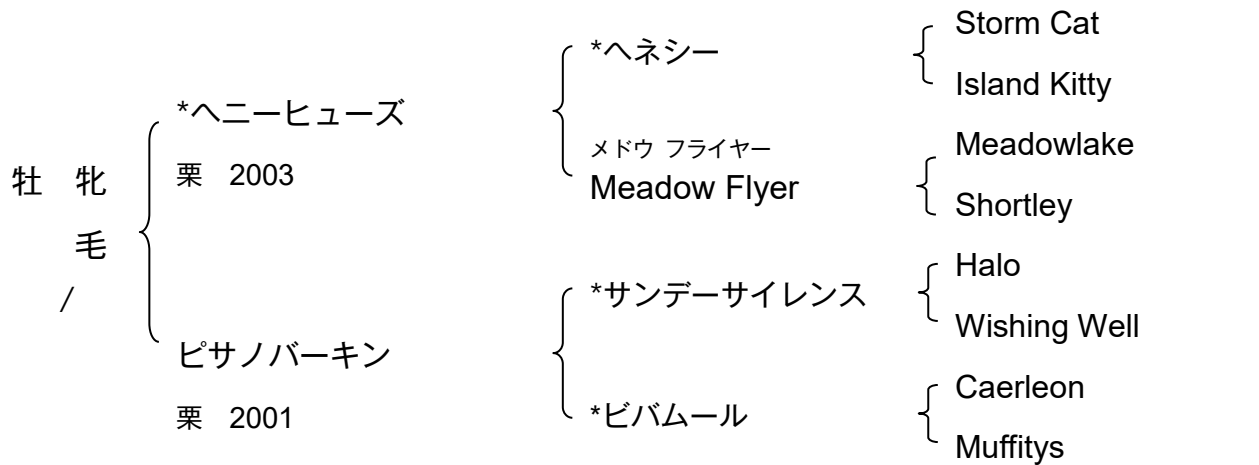 牡 牝
毛
/
*ヘニーヒューズ
栗 2003
ピサノバーキン
栗 2001
*ヘネシー
メドウ フライヤー
Meadow Flyer
*サンデーサイレンス
*ビバムール
Storm Cat
Island Kitty
Meadowlake
Shortley
Halo
Wishing Well
Caerleon
Muffitys